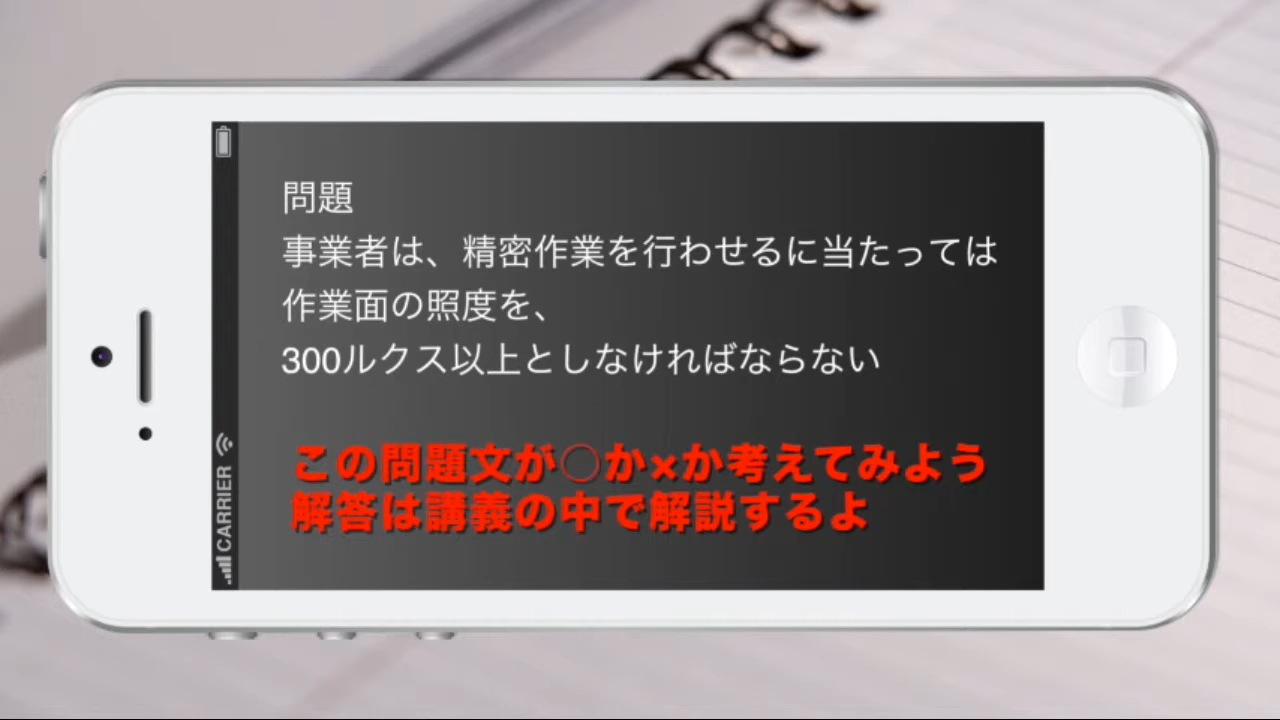 問題
事業者は、精密作業を行わせるに当たっては
作業面の照度を、
300ルクス以上としなければならない
この問題文が○か×か考えてみよう
解答は講義の中で解説するよ
CARRIER